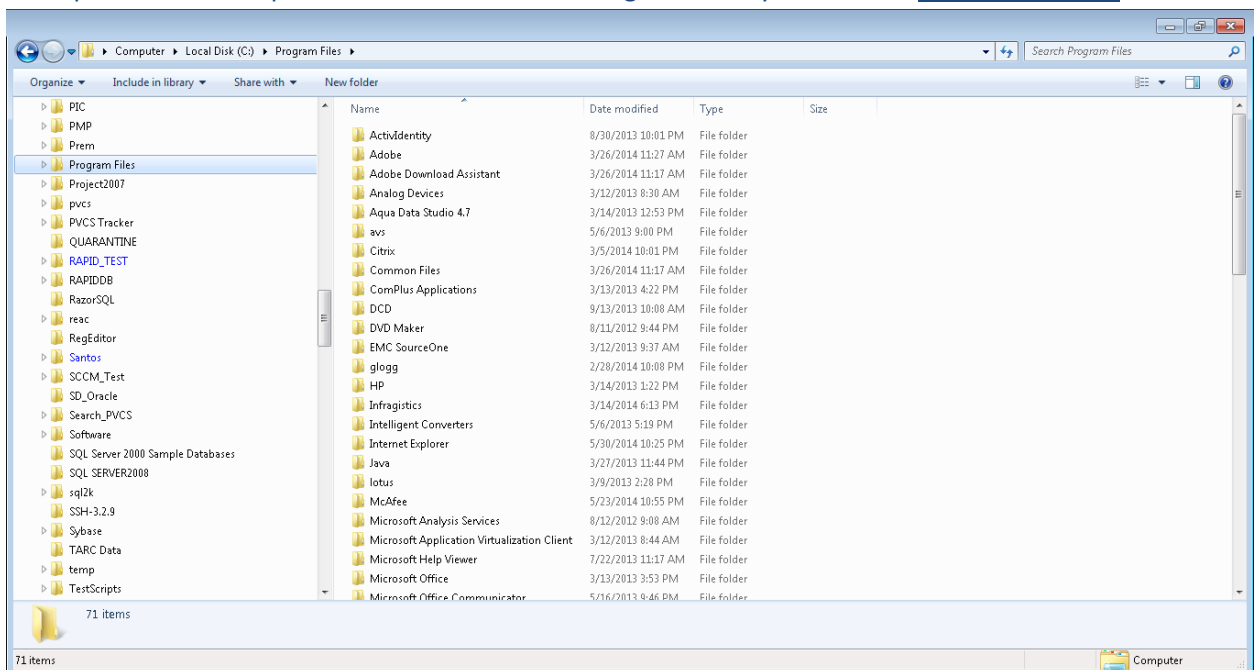 Computer ▸ Local Disk (C:) ▸ Program Files ▸
Search Program Files
Organize Include in library Share with New folder
PIC
PMP
Prem
Program Files
Project2007
pvcs
PVCS Tracker
QUARANTINE
RAPID_TEST
RAPIDDB
RazorSQL
reac
RegEditor
Santos
SCCM_Test
SD_Oracle
Search_PVCS
Software
SQL Server 2000 Sample Databases
SQL SERVER2008
sql2k
SSH-3.2.9
Sybase
TARC Data
temp
TestScripts
Name Date modified Type Size
ActivIdentity 8/30/2013 10:01 PM File folder
Adobe 3/26/2014 11:27 AM File folder
Adobe Download Assistant 3/26/2014 11:17 AM File folder
Analog Devices 3/12/2013 8:30 AM File folder
Aqua Data Studio 4.7 3/14/2013 12:53 PM File folder
avs 5/6/2013 9:00 PM File folder
Citrix 3/5/2014 10:01 PM File folder
Common Files 3/26/2014 11:17 AM File folder
ComPlus Applications 3/13/2013 4:22 PM File folder
DCD 9/13/2013 10:08 AM File folder
DVD Maker 8/11/2012 9:44 PM File folder
EMC SourceOne 3/12/2013 9:37 AM File folder
glogg 2/28/2014 10:08 PM File folder
HP 3/14/2013 1:22 PM File folder
Infragistics 3/14/2014 6:13 PM File folder
Intelligent Converters 5/6/2013 5:19 PM File folder
Internet Explorer 5/30/2014 10:25 PM File folder
Java 3/27/2013 11:44 PM File folder
lotus 3/9/2013 2:28 PM File folder
McAfee 5/23/2014 10:55 PM File folder
Microsoft Analysis Services 8/12/2012 9:08 AM File folder
Microsoft Application Virtualization Client 3/12/2013 8:44 AM File folder
Microsoft Help Viewer 7/22/2013 11:17 AM File folder
Microsoft Office 3/13/2013 3:53 PM File folder
Microsoft Office Communicator 5/16/2013 9:46 PM File folder
71 items
71 items Computer